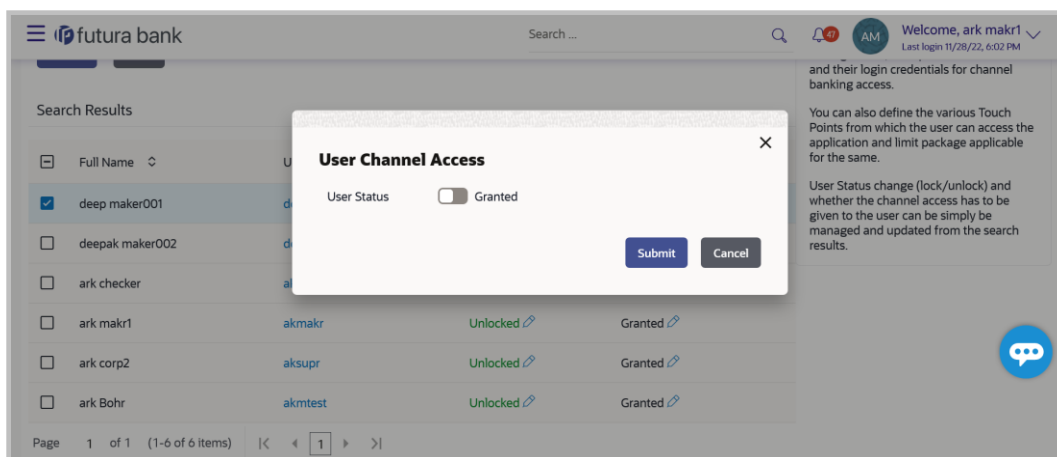 futura bank
Search ...
47
AM
Welcome, ark makr1
Last login 11/28/22, 6:02 PM
and their login credentials for channel
banking access.
You can also define the various Touch
Points from which the user can access the
application and limit package applicable
for the same.
User Status change (lock/unlock) and
whether the channel access has to be
given to the user can be simply be
managed and updated from the search
results.
Search Results
User Channel Access
User Status Granted
Submit Cancel
Full Name U
deep maker001 de
deepak maker002 de
ark checker
ark makr1 akmakr Unlocked Granted
ark corp2 aksupr Unlocked Granted
ark Bohr akmtest Unlocked Granted
Page 1 of 1 (1-6 of 6 items) 1